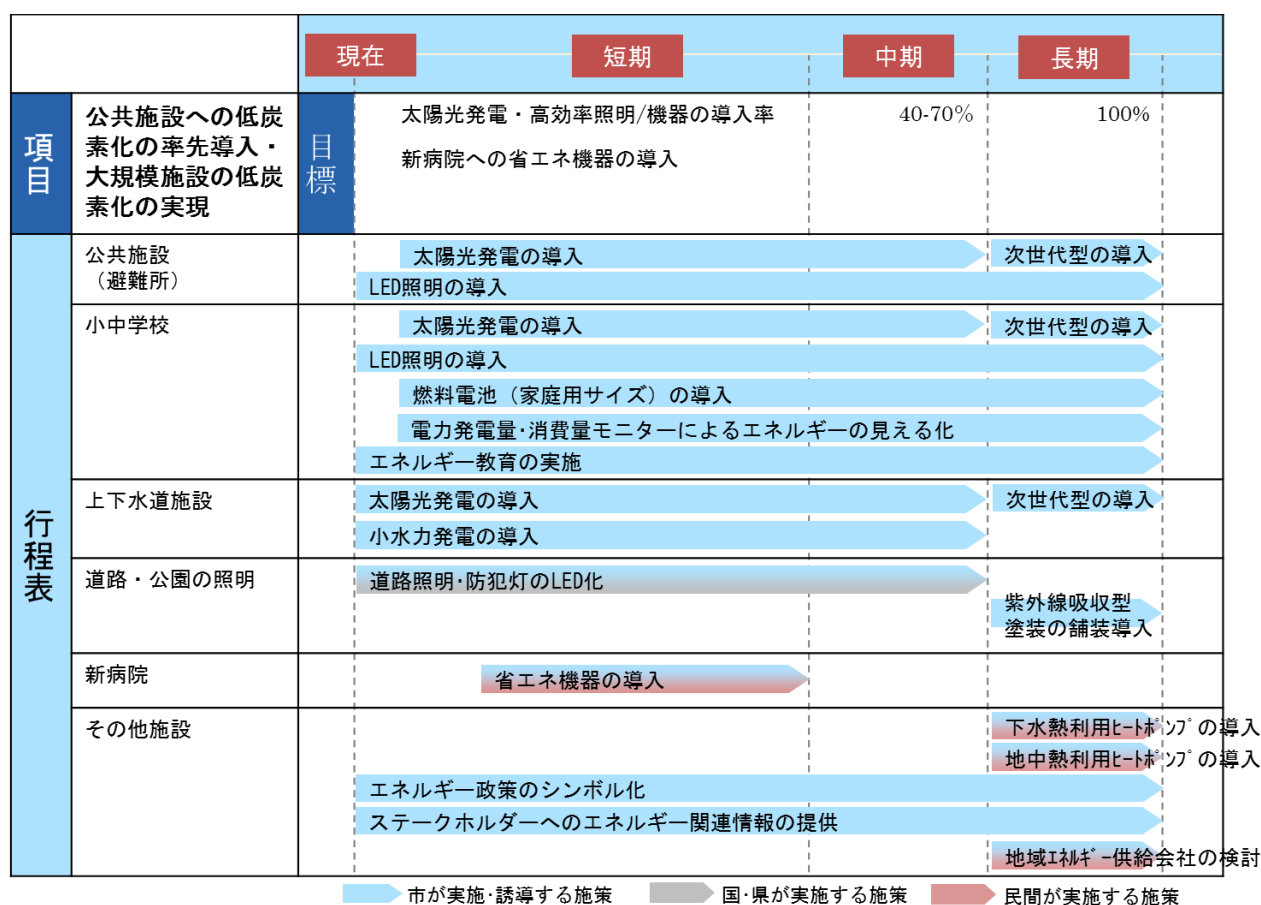 現在
短期
中期
長期
項目
公共施設への低炭
素化の率先導入・
大規模施設の低炭
素化の実現
目標
太陽光発電・高効率照明/機器の導入率
40-70%
100%
新病院への省エネ機器の導入
行程表
公共施設
（避難所）
太陽光発電の導入
次世代型の導入
LED照明の導入
小中学校
太陽光発電の導入
次世代型の導入
LED照明の導入
燃料電池（家庭用サイズ）の導入
電力発電量･消費量モニターによるエネルギーの見える化
エネルギー教育の実施
上下水道施設
太陽光発電の導入
次世代型の導入
小水力発電の導入
道路・公園の照明
道路照明･防犯灯のLED化
紫外線吸収型
塗装の舗装導入
新病院
省エネ機器の導入
その他施設
下水熱利用ﾋｰﾄﾎﾟﾝﾌﾟの導入
地中熱利用ﾋｰﾄﾎﾟﾝﾌﾟの導入
エネルギー政策のシンボル化
ステークホルダーへのエネルギー関連情報の提供
地域ｴﾈﾙｷﾞｰ供給会社の検討
市が実施･誘導する施策
国･県が実施する施策
民間が実施する施策